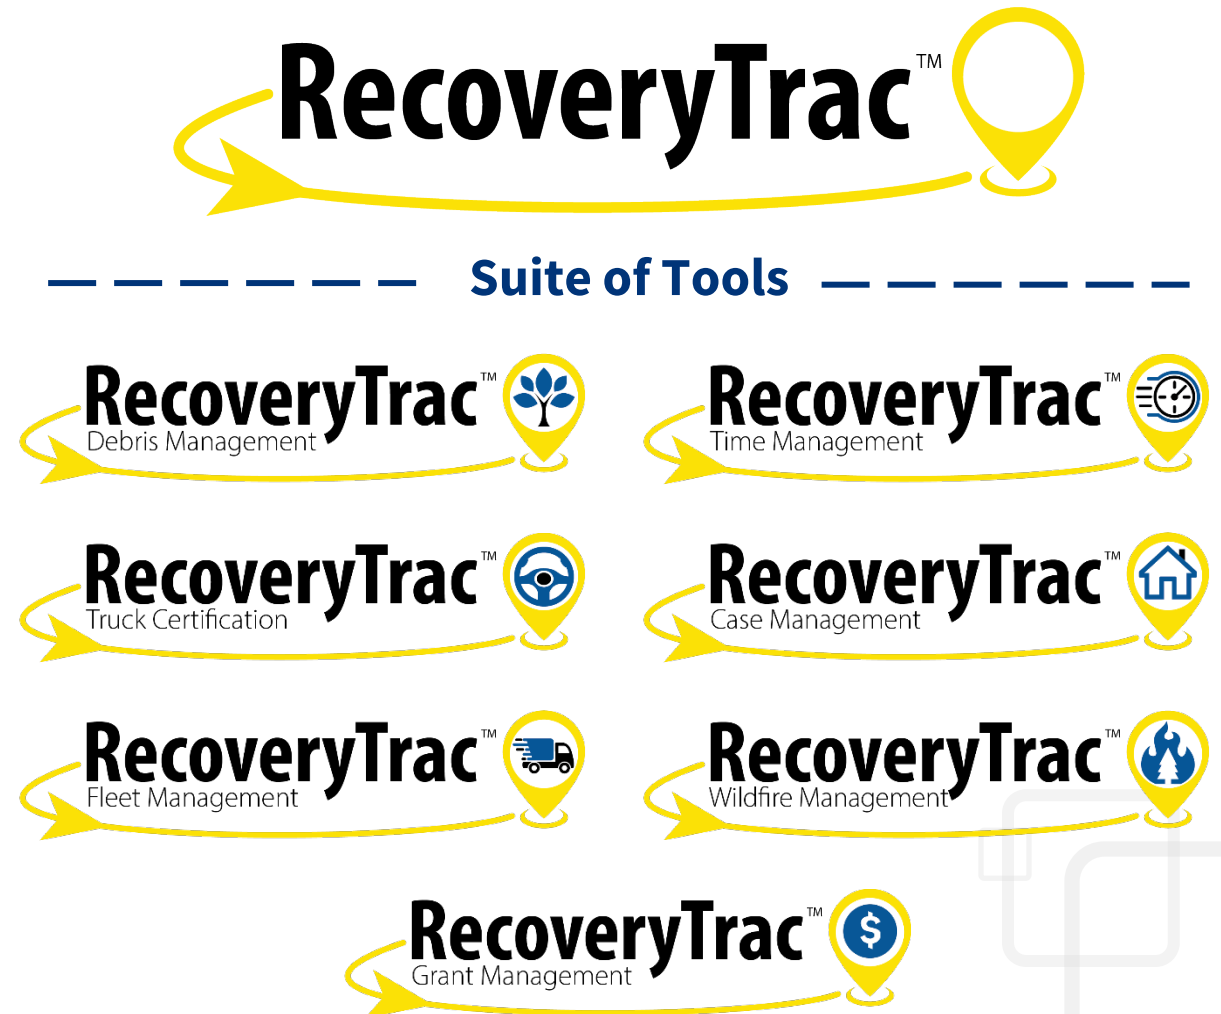 RecoveryTrac™
Suite of Tools
RecoveryTrac™
Debris Management
RecoveryTrac™
Time Management
RecoveryTrac™
Truck Certification
RecoveryTrac™
Case Management
RecoveryTrac™
Fleet Management
RecoveryTrac™
Wildfire Management
RecoveryTrac™
$
Grant Management